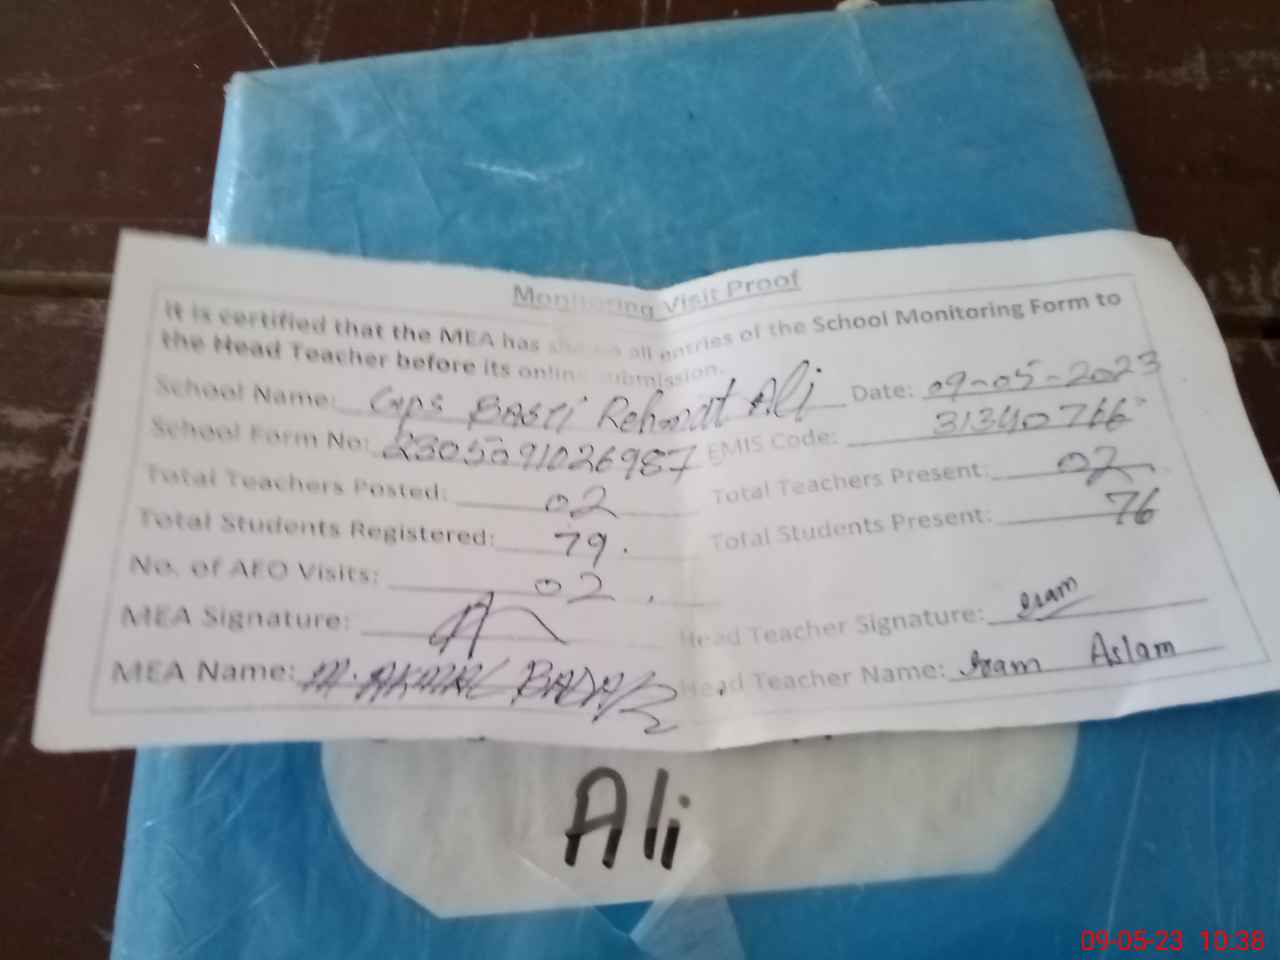 Monitoring Visit Proof
It is certified that the MEA has all entries of the School Monitoring Form to
the Head Teacher before its online submission.
School Name: Gps Basti Rehmat Ali Date: 09-05-2023
School Form No: 2305091026987 EMIS Code: 31340766
Total Teachers Posted: 02 Total Teachers Present: 02
Total Students Registered: 79. Total Students Present: 76
No. of AEO Visits: 02.
MEA Signature: Head Teacher Signature:
MEA Name: M. BADAR Head Teacher Name: Aslam
Ali
09-05-23 10:38